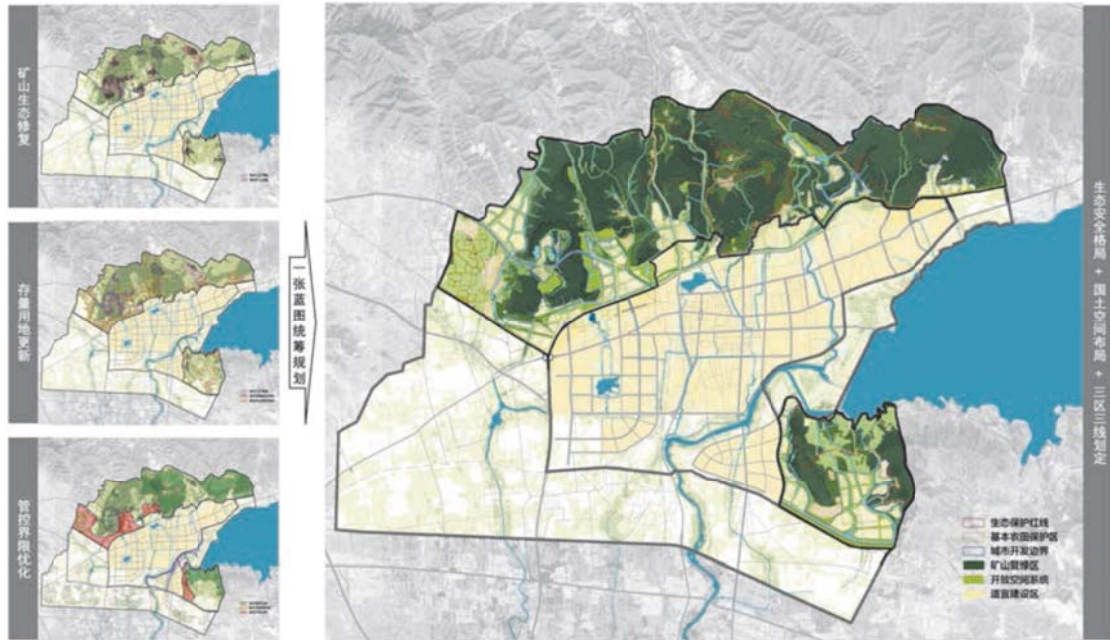 矿山生态修复
存量用地更新
管控界限优化
一张蓝图统筹规划
生态安全格局 + 国土空间布局 + 三区三线划定
生态保护红线
基本农田保护区
城市开发边界
矿山复修区
开放空间系统
适宜建设区